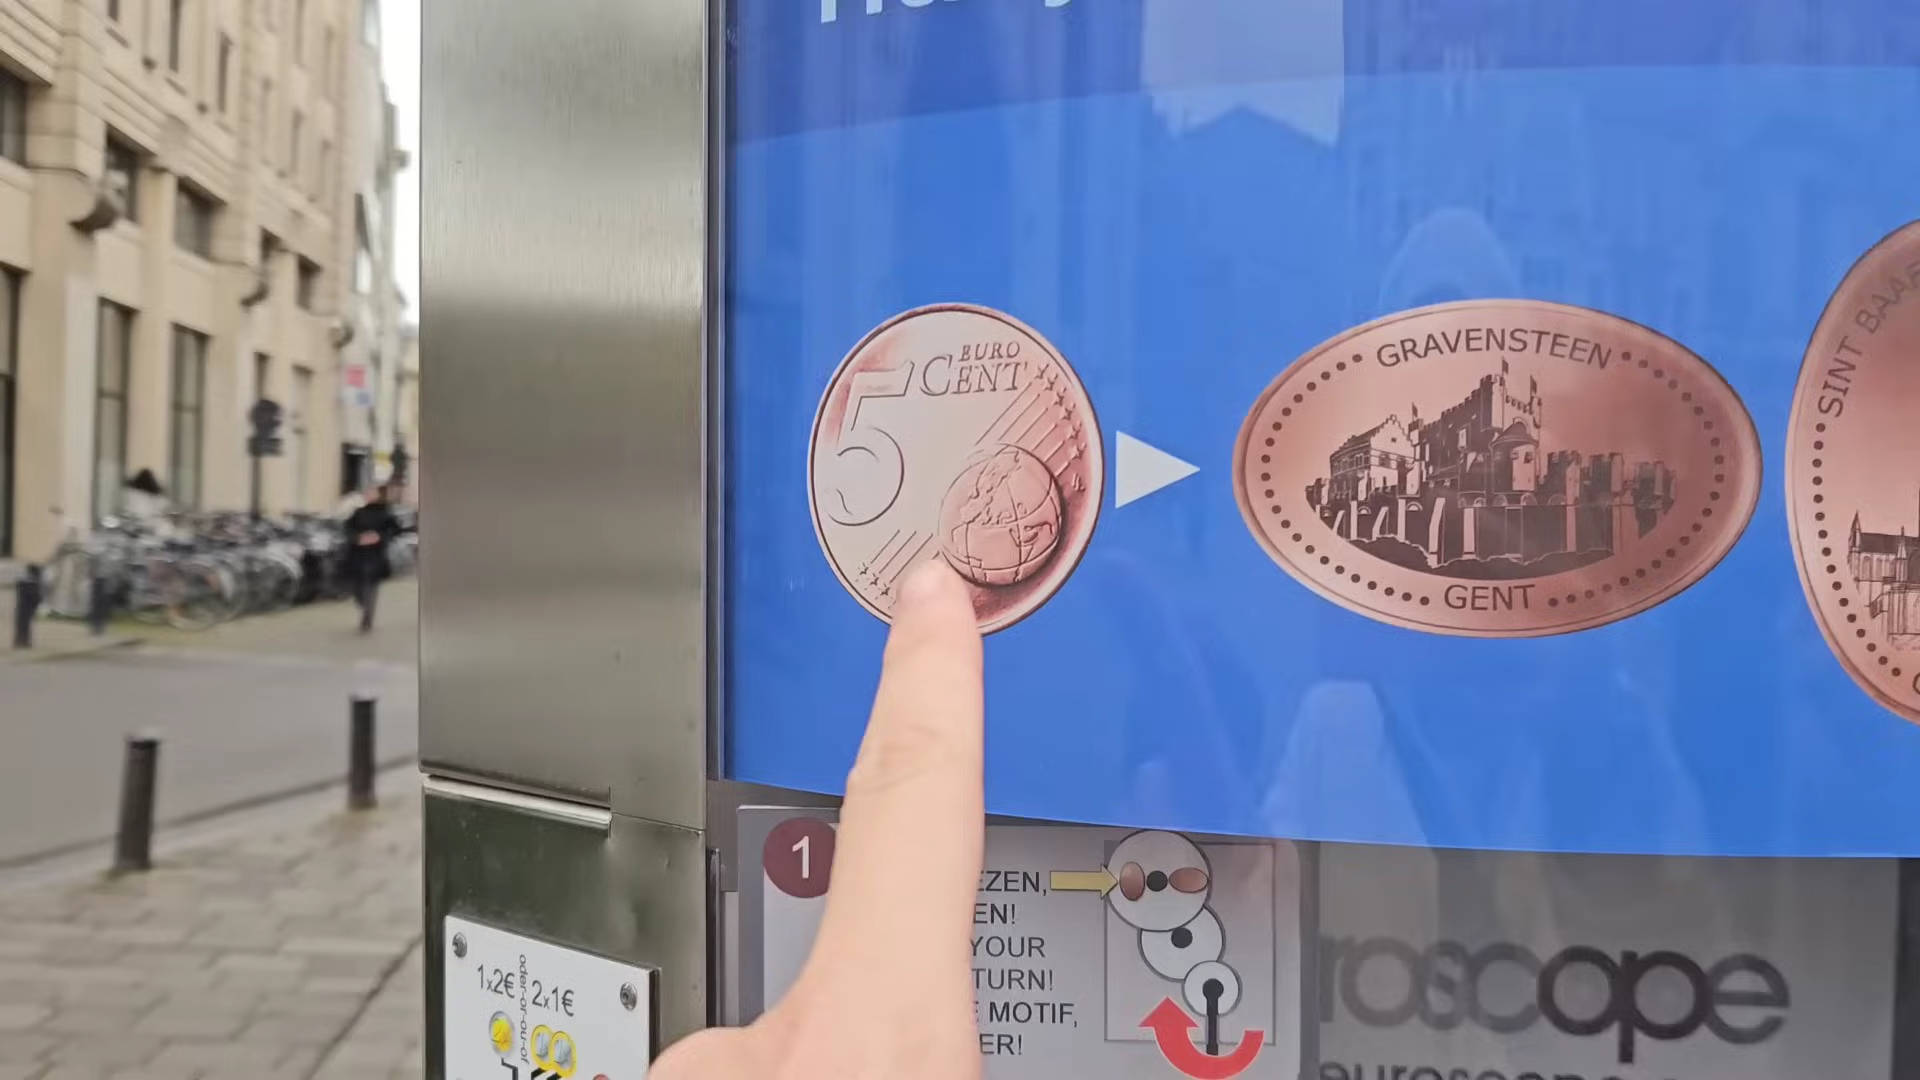 5 EURO
CENT
GRAVENSTEEN
GENT
SINT
1
EZEN,
EN!
YOUR
TURN!
MOTIF,
ER!
1x2€
oder-or-ou-of
2x1€
roscope